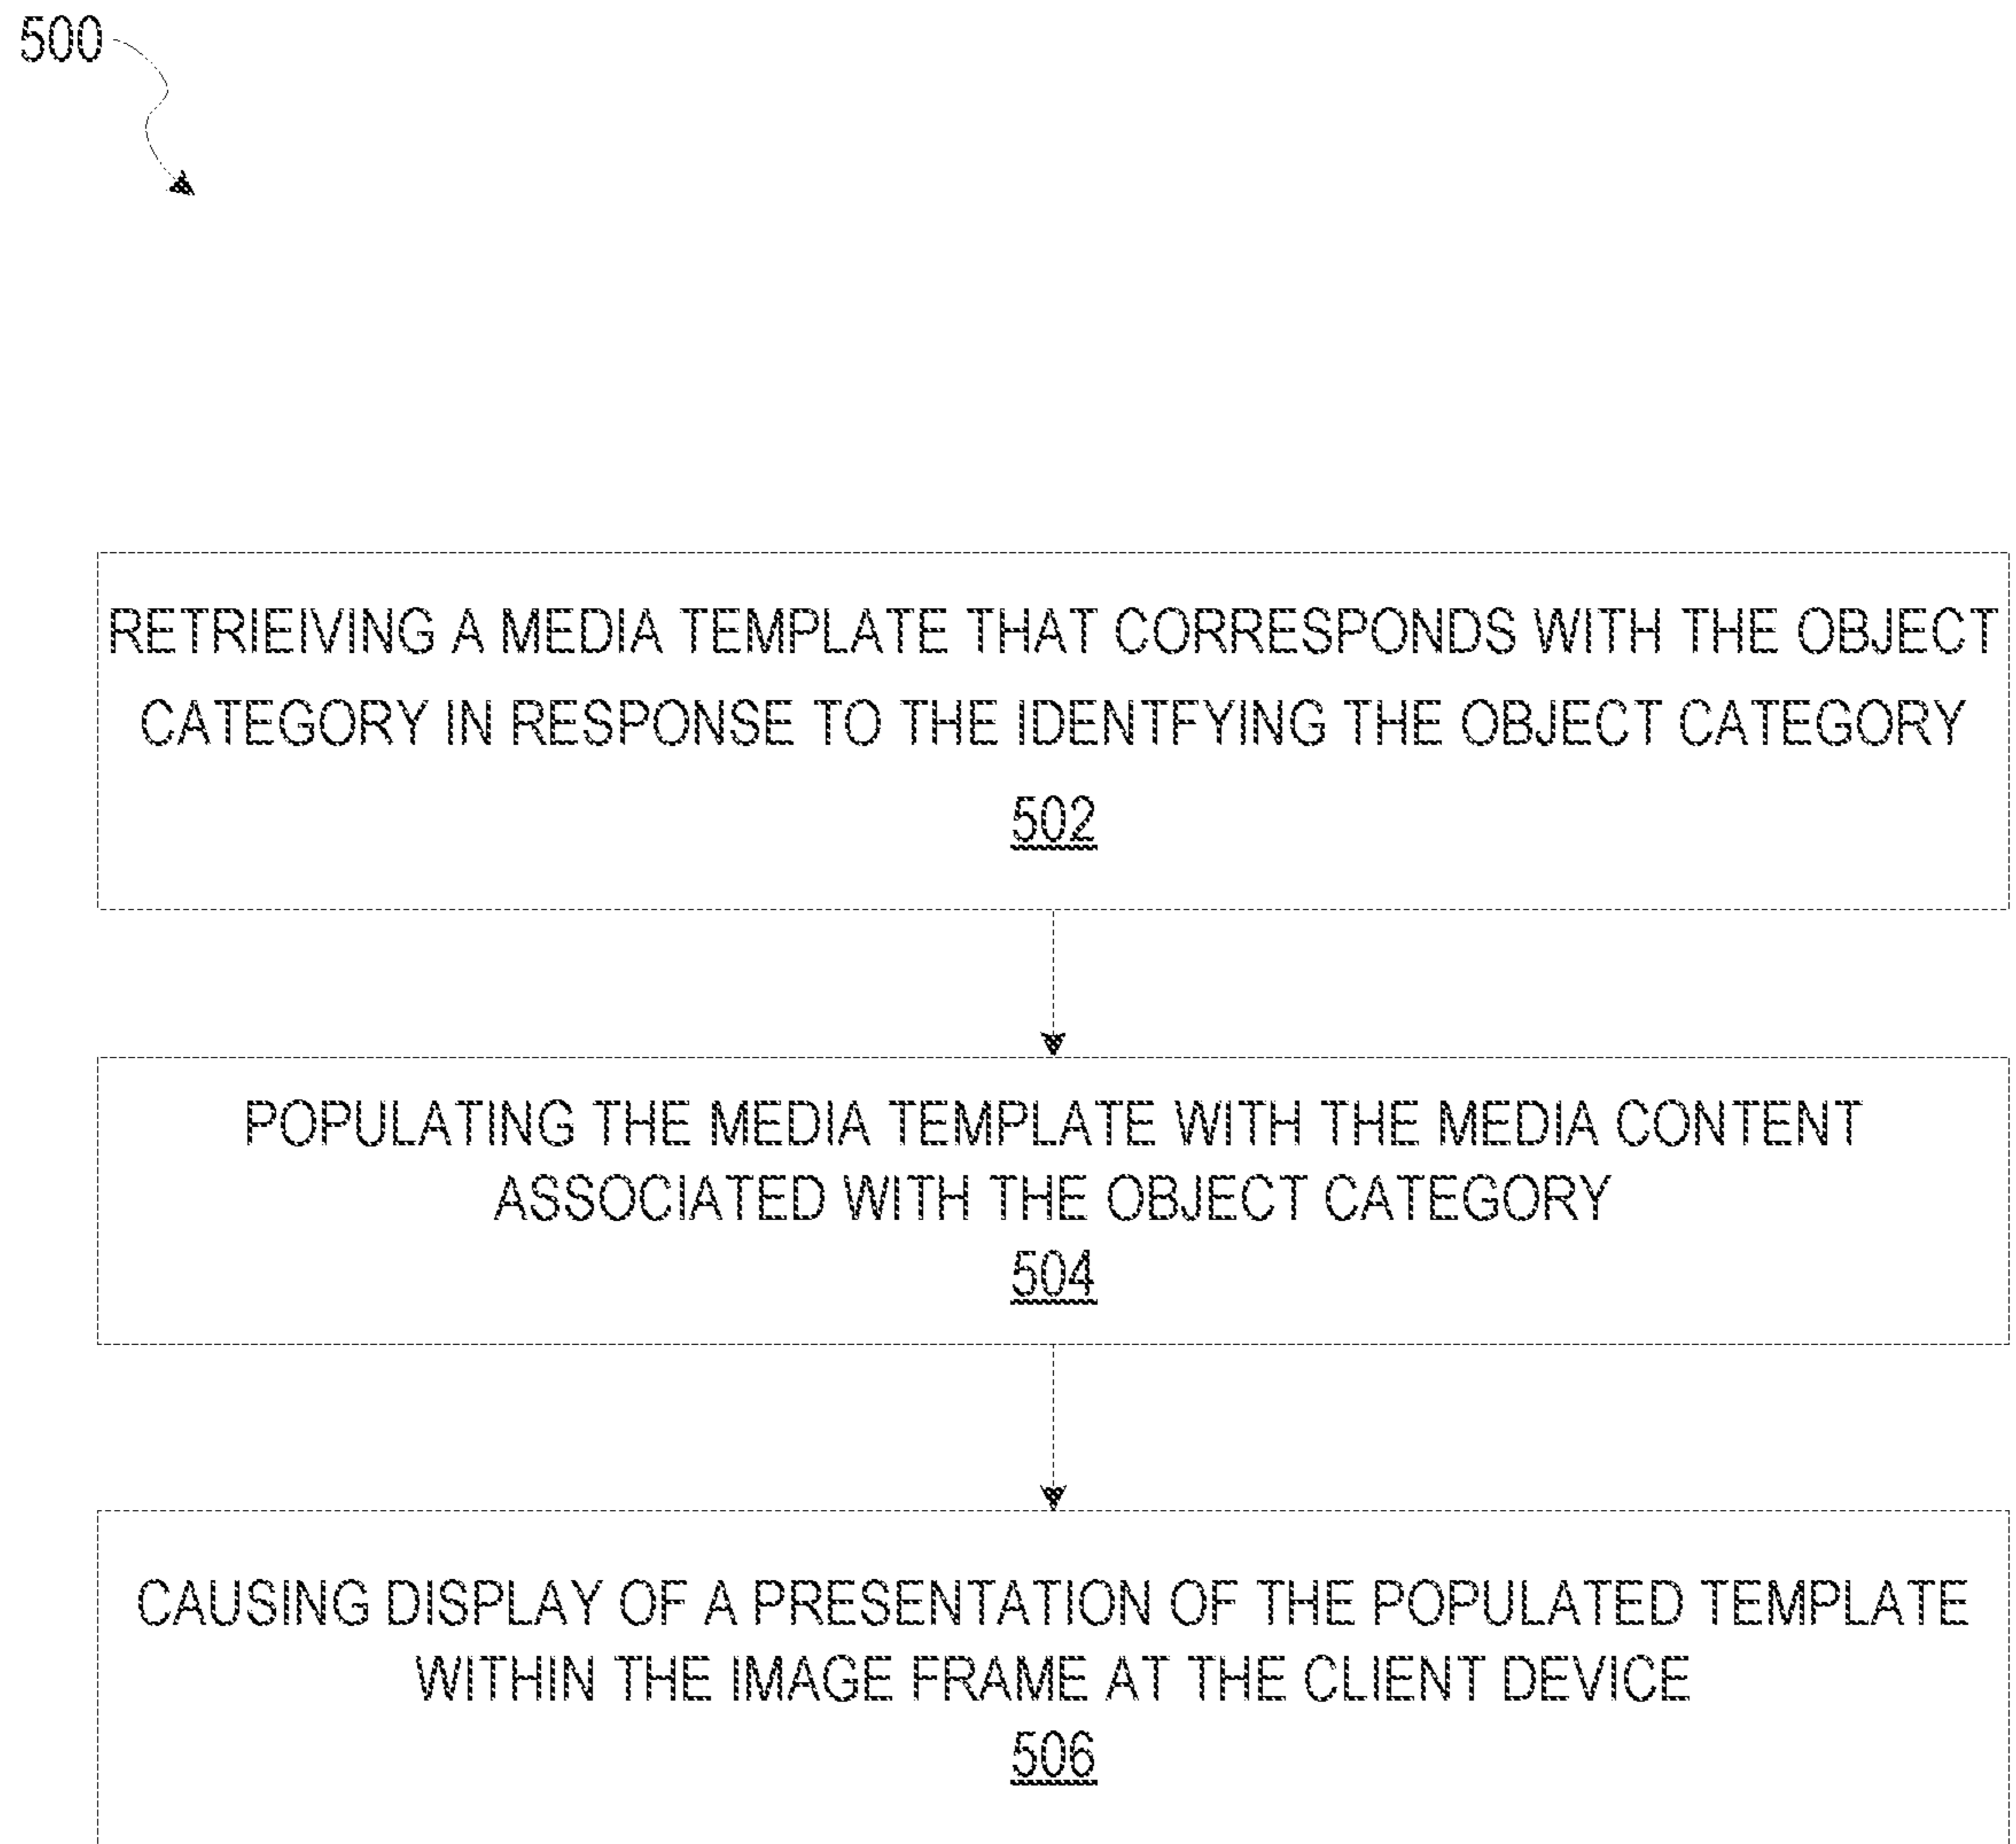 500
RETRIEIVING A MEDIA TEMPLATE THAT CORRESPONDS WITH THE OBJECT
CATEGORY IN RESPONSE TO THE IDENTFYING THE OBJECT CATEGORY
502
POPULATING THE MEDIA TEMPLATE WITH THE MEDIA CONTENT
ASSOCIATED WITH THE OBJECT CATEGORY
504
CAUSING DISPLAY OF A PRESENTATION OF THE POPULATED TEMPLATE
WITHIN THE IMAGE FRAME AT THE CLIENT DEVICE
506